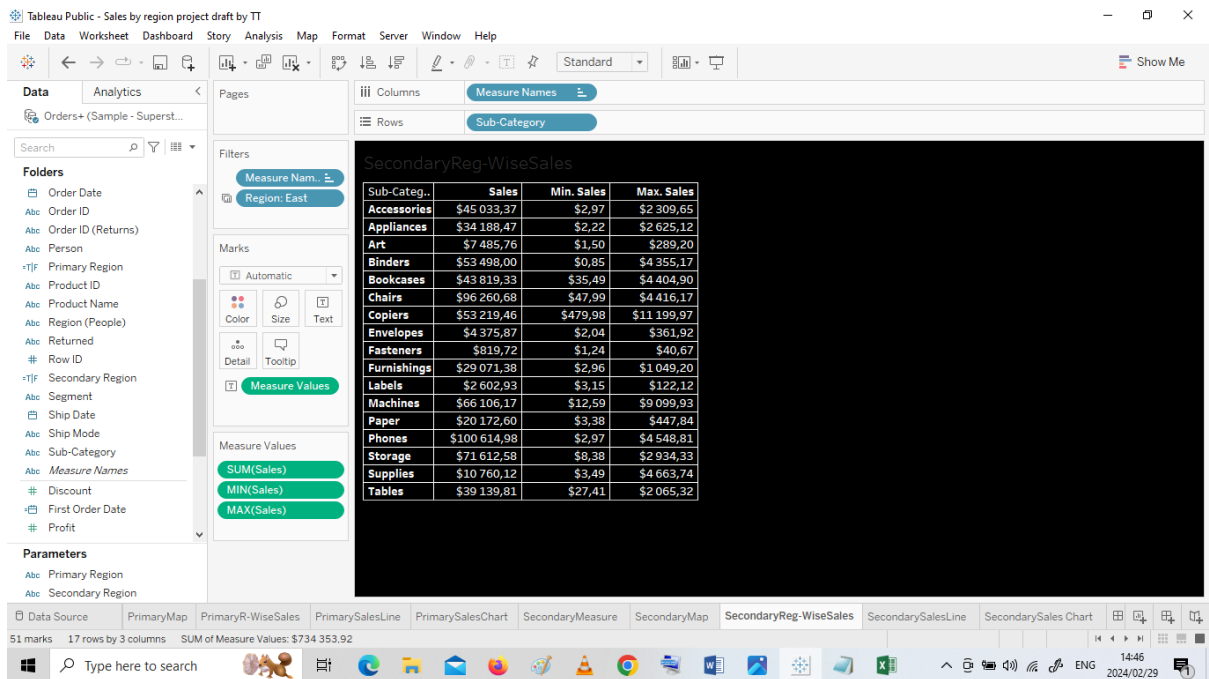 Tableau Public - Sales by region project draft by TT
File Data Worksheet Dashboard Story Analysis Map Format Server Window Help
Standard
Show Me
Data Analytics
Orders+ (Sample - Superst...
Search
Folders
Order Date
Abc Order ID
Abc Order ID (Returns)
Abc Person
=T|F Primary Region
Abc Product ID
Abc Product Name
Abc Region (People)
Abc Returned
# Row ID
=T|F Secondary Region
Abc Segment
Ship Date
Abc Ship Mode
Abc Sub-Category
Abc Measure Names
# Discount
First Order Date
# Profit
Parameters
Abc Primary Region
Abc Secondary Region
Pages
Filters
Measure Nam..
Region: East
Marks
Automatic
Color Size Text
Detail Tooltip
Measure Values
Measure Values
SUM(Sales)
MIN(Sales)
MAX(Sales)
iii Columns Measure Names
Rows Sub-Category
SecondaryReg-WiseSales
Sub-Categ.. Sales Min. Sales Max. Sales
Accessories $45 033,37 $2,97 $2 309,65
Appliances $34 188,47 $2,22 $2 625,12
Art $7 485,76 $1,50 $289,20
Binders $53 498,00 $0,85 $4 355,17
Bookcases $43 819,33 $35,49 $4 404,90
Chairs $96 260,68 $47,99 $4 416,17
Copiers $53 219,46 $479,98 $11 199,97
Envelopes $4 375,87 $2,04 $361,92
Fasteners $819,72 $1,24 $40,67
Furnishings $29 071,38 $2,96 $1 049,20
Labels $2 602,93 $3,15 $122,12
Machines $66 106,17 $12,59 $9 099,93
Paper $20 172,60 $3,38 $447,84
Phones $100 614,98 $2,97 $4 548,81
Storage $71 612,58 $8,38 $2 934,33
Supplies $10 760,12 $3,49 $4 663,74
Tables $39 139,81 $27,41 $2 065,32
Data Source PrimaryMap PrimaryR-WiseSales PrimarySalesLine PrimarySalesChart SecondaryMeasure SecondaryMap SecondaryReg-WiseSales SecondarySalesLine SecondarySales Chart
51 marks 17 rows by 3 columns SUM of Measure Values: $734 353,92
Type here to search
ENG
14:46
2024/02/29